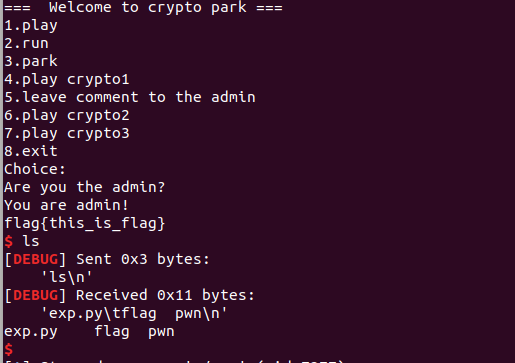 ===  Welcome to crypto park ===
1.play
2.run
3.park
4.play crypto1
5.leave comment to the admin
6.play crypto2
7.play crypto3
8.exit
Choice:
Are you the admin?
You are admin!
flag{this_is_flag}
$ ls
[DEBUG] Sent 0x3 bytes:
    'ls\n'
[DEBUG] Received 0x11 bytes:
    'exp.py\tflag  pwn\n'
exp.py    flag  pwn
$